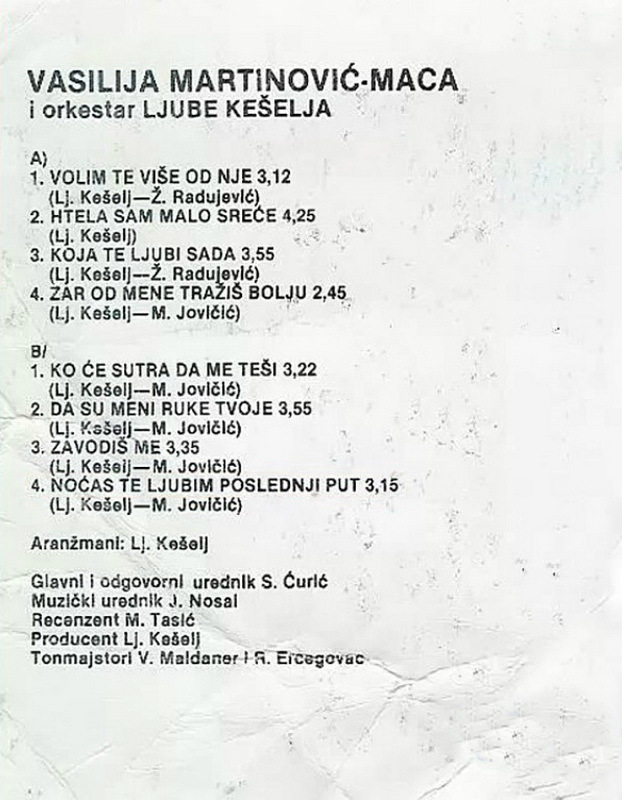 VASILIJA MARTINOVIĆ-MACA
i orkestar LJUBE KEŠELJA
A)
1. VOLIM TE VIŠE OD NJE 3,12
(Lj. Kešelj—Ž. Radujević)
2. HTELA SAM MALO SREĆE 4,25
(Lj. Kešelj)
3. KOJA TE LJUBI SADA 3,55
(Lj. Kešelj—Ž. Radujević)
4. ZAR OD MENE TRAŽIŠ BOLJU 2,45
(Lj. Kešelj—M. Jovičić)
B/
1. KO ĆE SUTRA DA ME TEŠI 3,22
(Lj. Kešelj—M. Jovičić)
2. DA SU MENI RUKE TVOJE 3,55
(Lj. Kešelj—M. Jovičić)
3. ZAVODIŠ ME 3,35
(Lj. Kešelj—M. Jovičić)
4. NOĆAS TE LJUBIM POSLEDNJI PUT 3,15
(Lj. Kešelj—M. Jovičić)
Aranžmani: Lj. Kešelj
Glavni i odgovorni urednik S. Ćurić
Muzički urednik J. Nosal
Recenzent M. Tasić
Producent Lj. Kešelj
Tonmajstori V. Maldaner i R. Ercegovac